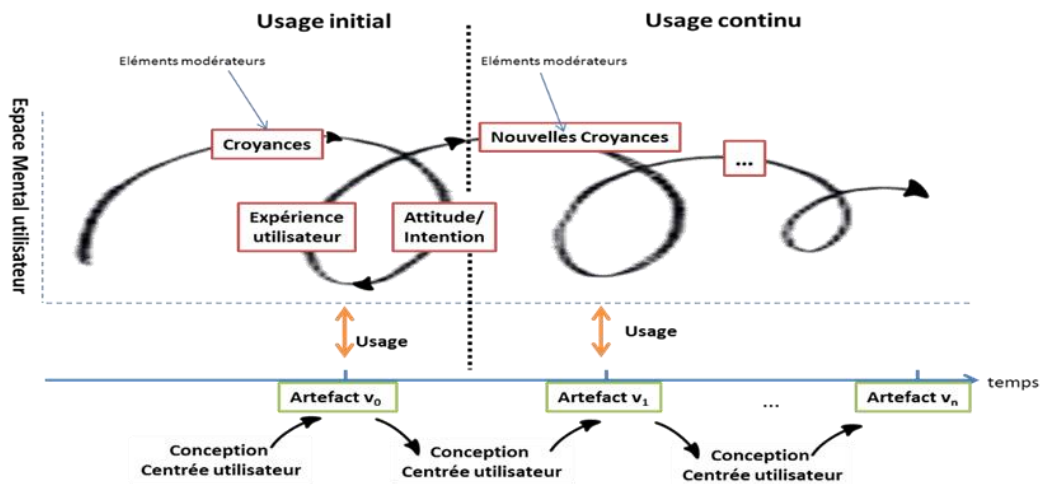 Usage initial
Usage continu
Eléments modérateurs
Eléments modérateurs
Espace Mental utilisateur
Croyances
Nouvelles Croyances
...
Expérience
utilisateur
Attitude/
Intention
Usage
Usage
temps
Artefact v₀
Artefact v₁
...
Artefact vₙ
Conception
Centrée utilisateur
Conception
Centrée utilisateur
Conception
Centrée utilisateur